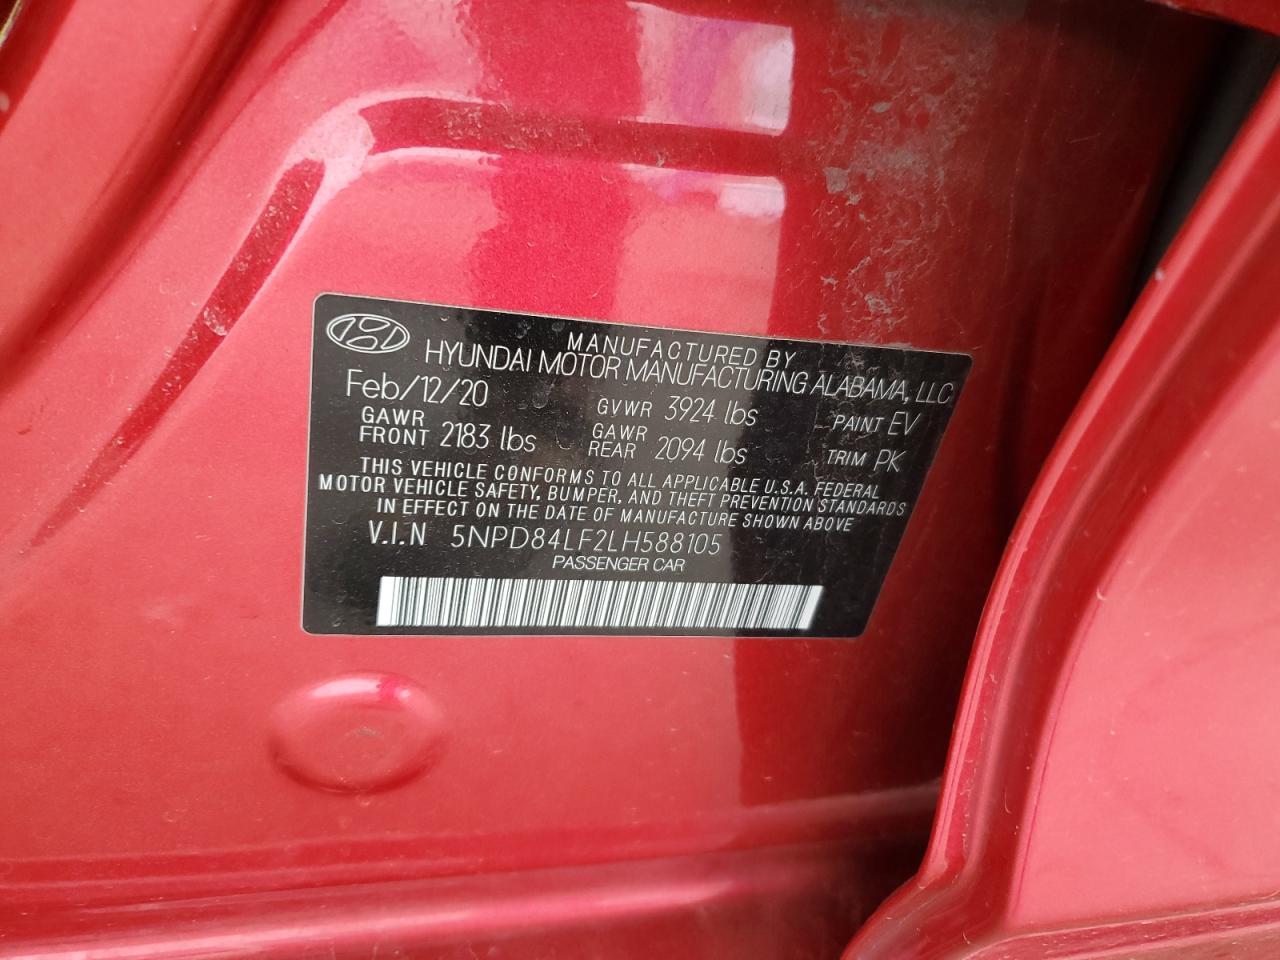 MANUFACTURED BY
HYUNDAI MOTOR MANUFACTURING ALABAMA, LLC
Feb/12/20 GVWR 3924 lbs PAINT EV
GAWR FRONT 2183 lbs GAWR REAR 2094 lbs TRIM PK
THIS VEHICLE CONFORMS TO ALL APPLICABLE U.S.A. FEDERAL
MOTOR VEHICLE SAFETY, BUMPER, AND THEFT PREVENTION STANDARDS
IN EFFECT ON THE DATE OF MANUFACTURE SHOWN ABOVE
V.I.N 5NPD84LF2LH588105
PASSENGER CAR